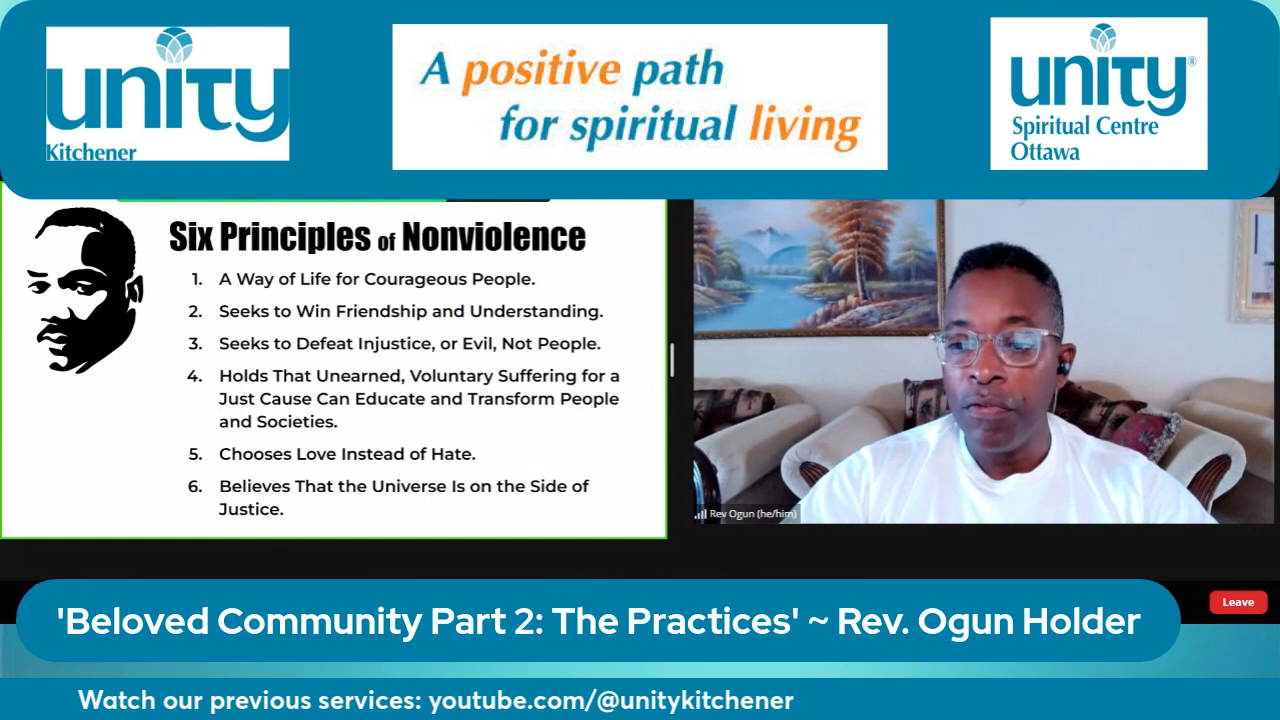 unity
Kitchener
A positive path
for spiritual living
unity®
Spiritual Centre
Ottawa
Six Principles of Nonviolence
1. A Way of Life for Courageous People.
2. Seeks to Win Friendship and Understanding.
3. Seeks to Defeat Injustice, or Evil, Not People.
4. Holds That Unearned, Voluntary Suffering for a
Just Cause Can Educate and Transform People
and Societies.
5. Chooses Love Instead of Hate.
6. Believes That the Universe Is on the Side of
Justice.
Rev Ogun (he/him)
Leave
'Beloved Community Part 2: The Practices' ~ Rev. Ogun Holder
Watch our previous services: youtube.com/@unitykitchener